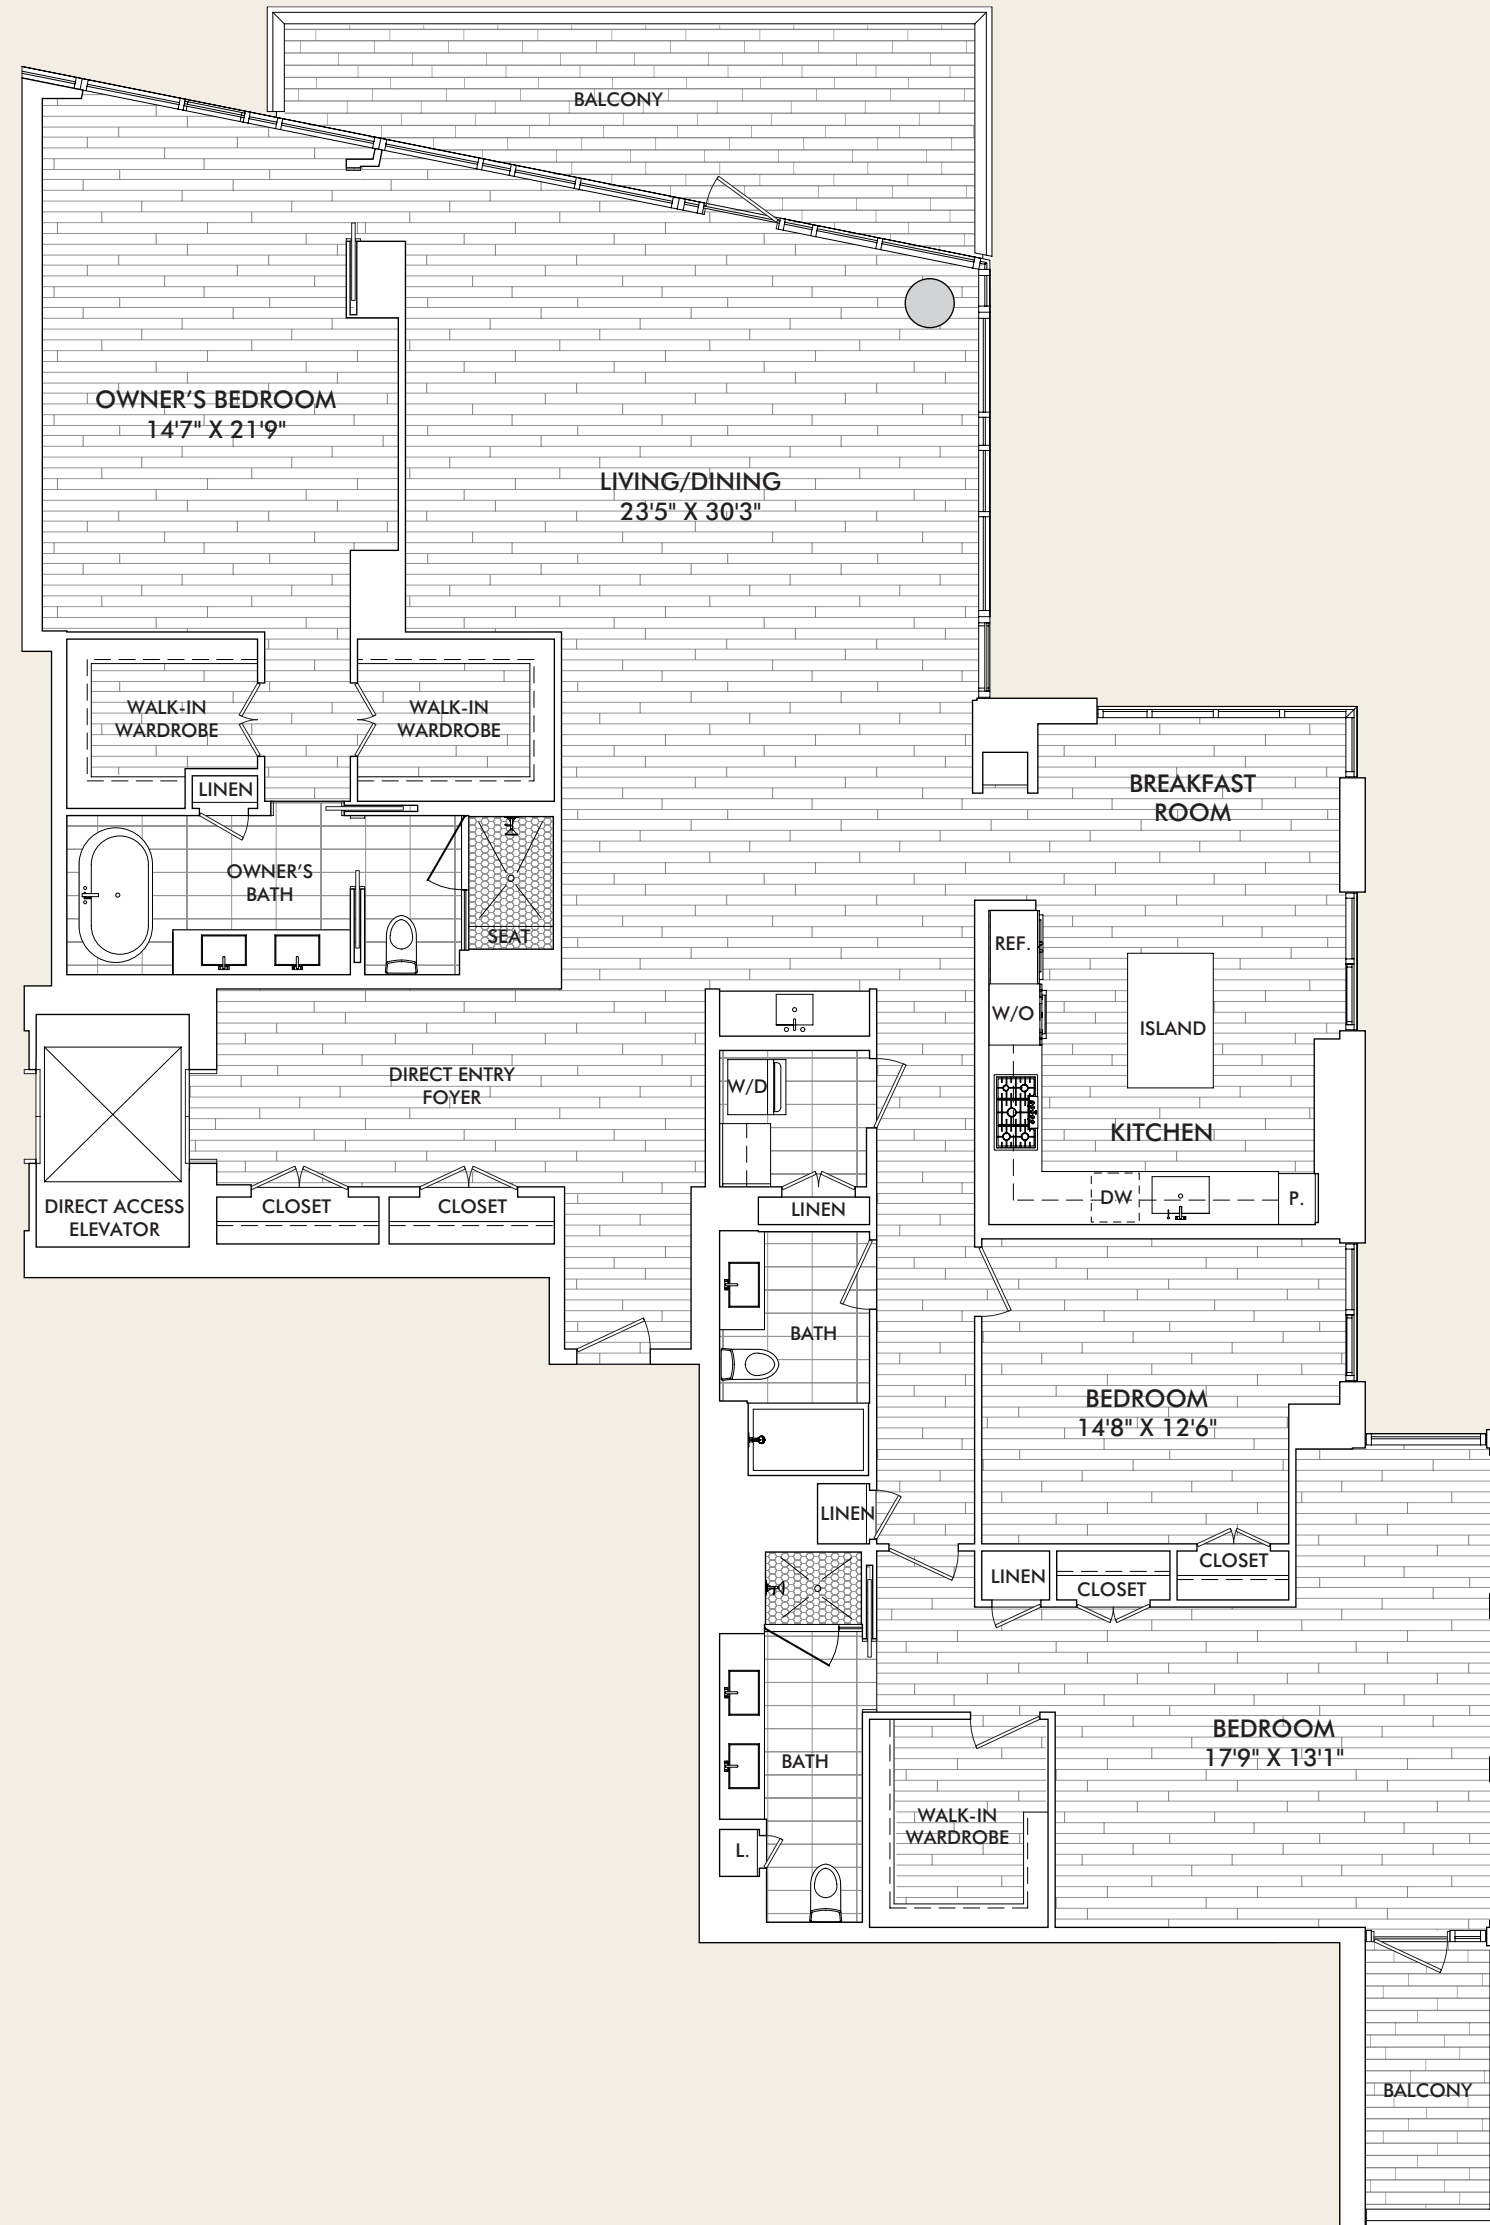 BALCONY
OWNER’S BEDROOM
14'7" X 21'9"
LIVING/DINING
23'5" X 30'3"
WALK-IN
WARDROBE
WALK-IN
WARDROBE
LINEN
BREAKFAST
ROOM
OWNER’S
BATH
SEAT
REF.
W/O
ISLAND
DIRECT ENTRY
FOYER
W/D
KITCHEN
DIRECT ACCESS
ELEVATOR
CLOSET
CLOSET
LINEN
DW
P.
BATH
BEDROOM
14'8" X 12'6"
LINEN
LINEN
CLOSET
CLOSET
BEDROOM
17'9" X 13'1"
BATH
WALK-IN
WARDROBE
L.
BALCONY